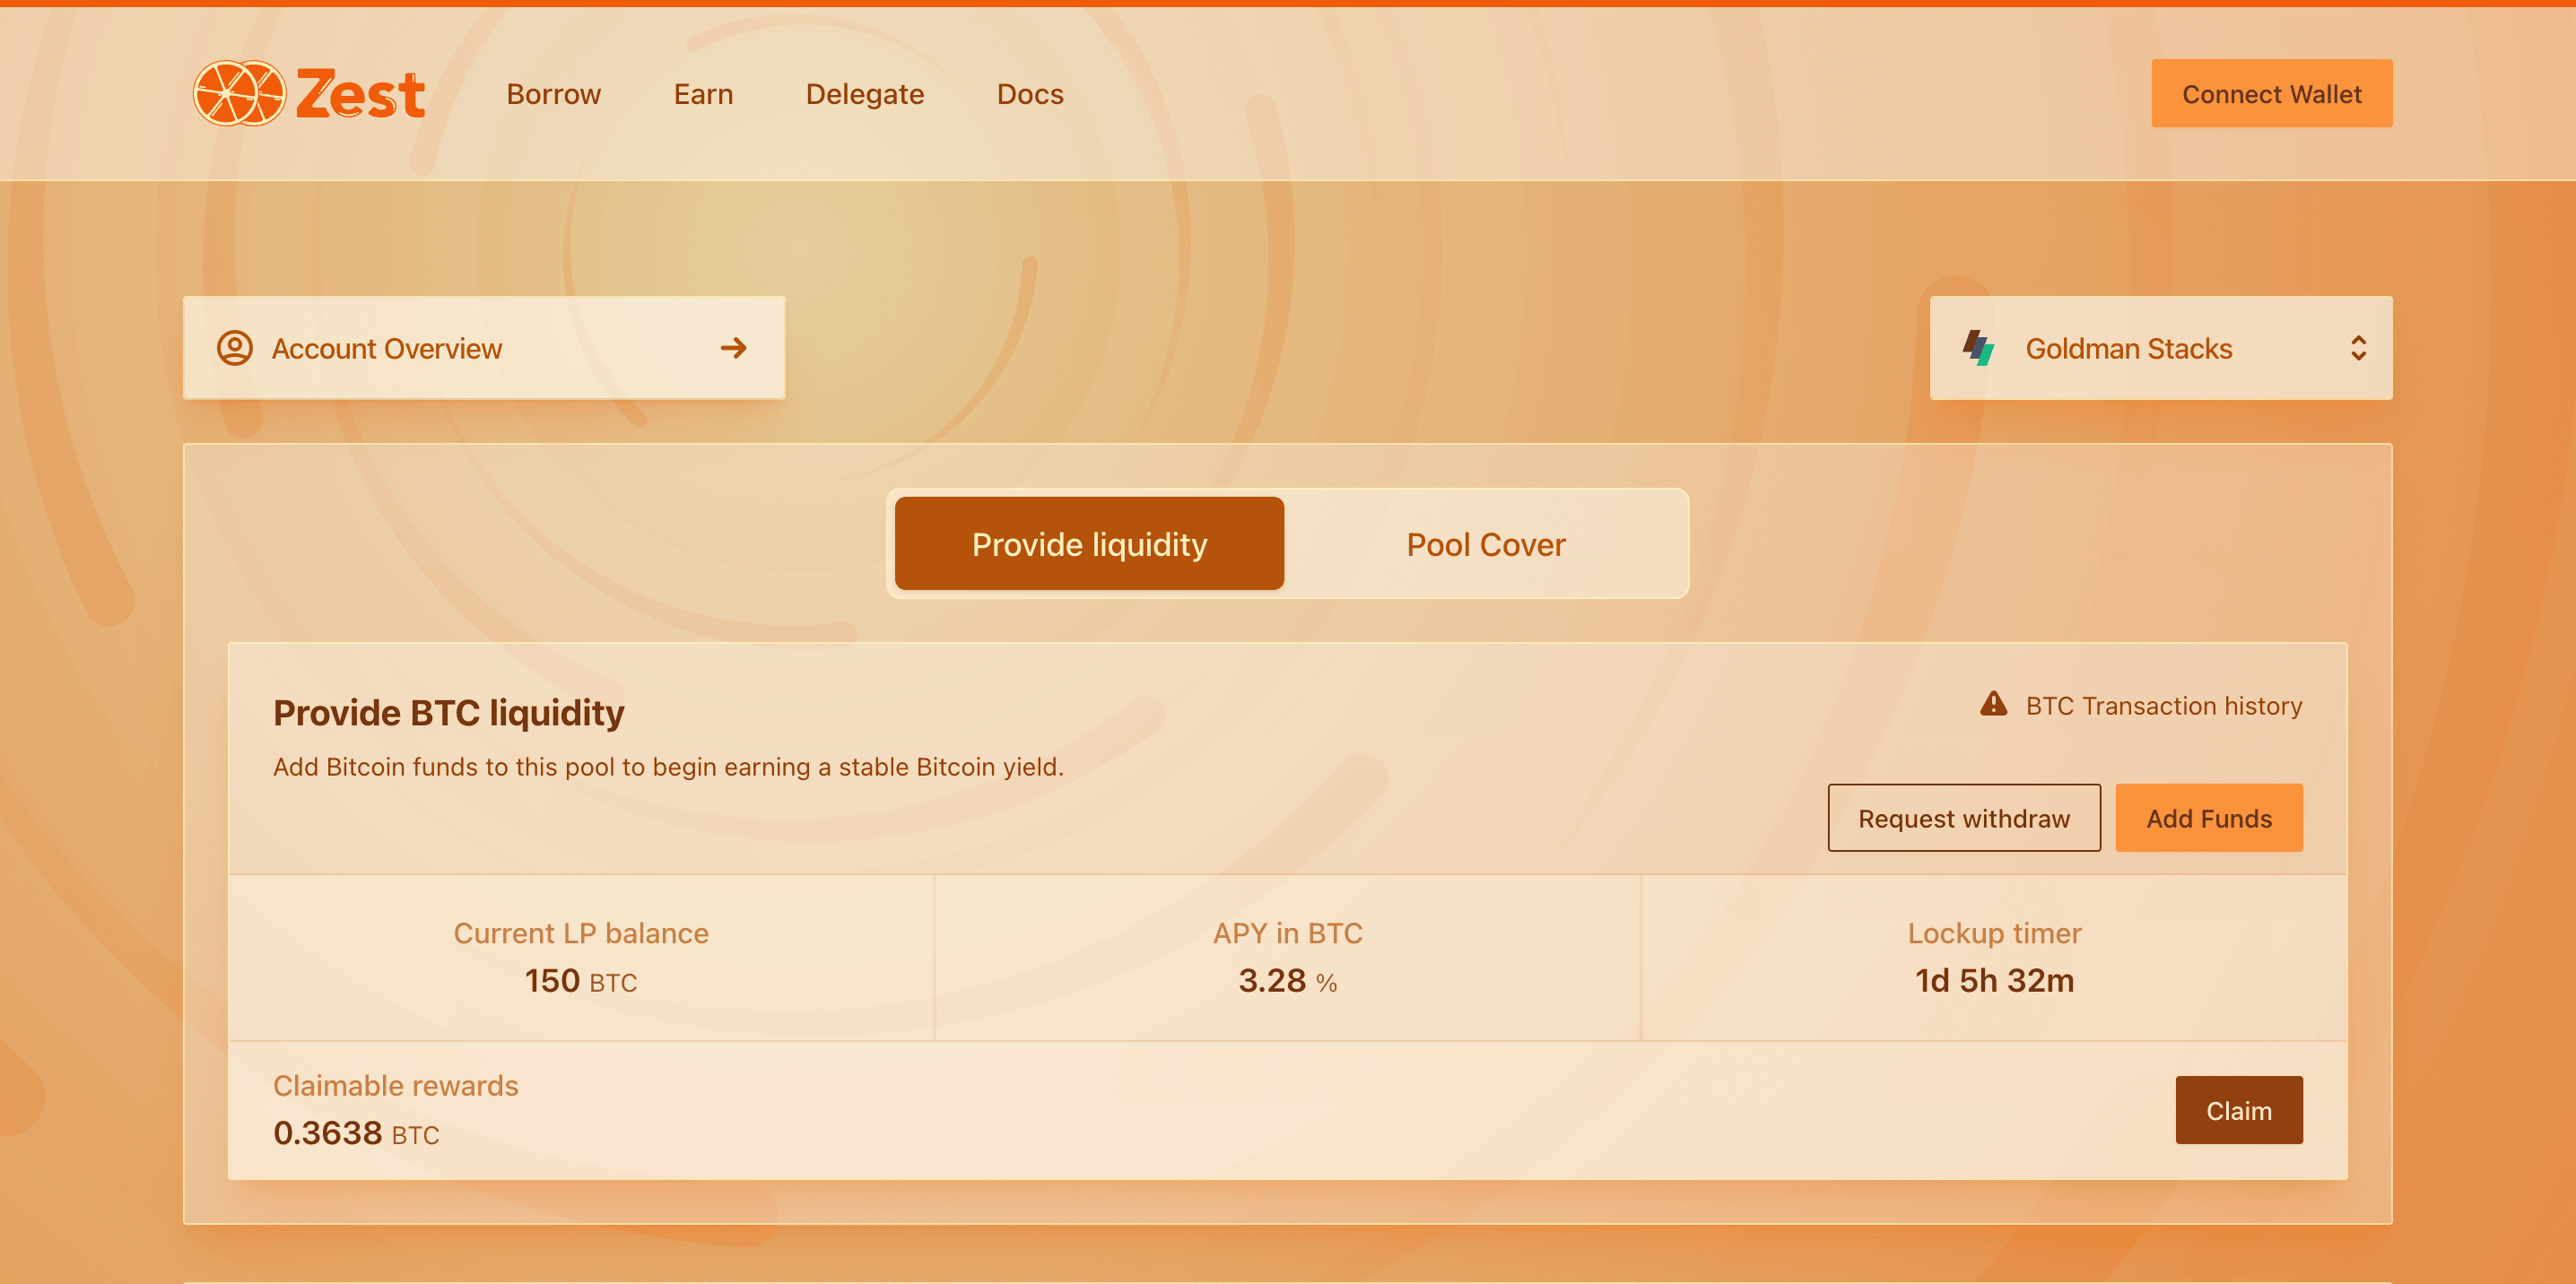 Zest
Borrow Earn Delegate Docs
Connect Wallet
Account Overview
Goldman Stacks
Provide liquidity
Pool Cover
Provide BTC liquidity
Add Bitcoin funds to this pool to begin earning a stable Bitcoin yield.
BTC Transaction history
Request withdraw
Add Funds
Current LP balance
150 BTC
APY in BTC
3.28 %
Lockup timer
1d 5h 32m
Claimable rewards
0.3638 BTC
Claim